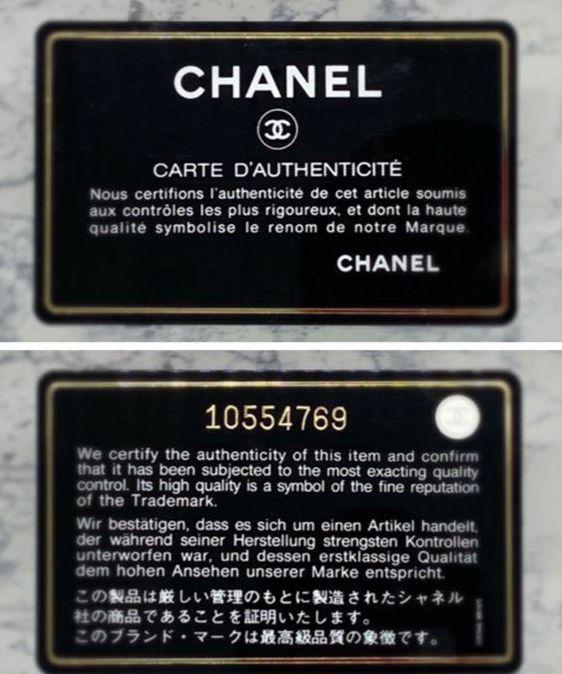 CHANEL
CARTE D'AUTHENTICITÉ
Nous certifions l'authenticité de cet article soumis
aux contrôles les plus rigoureux, et dont la haute
qualité symbolise le renom de notre Marque.
CHANEL
10554769
We certify the authenticity of this item and confirm
that it has been subjected to the most exacting quality
control. Its high quality is a symbol of the fine reputation
of the Trademark.
Wir bestätigen, dass es sich um einen Artikel handelt,
der während seiner Herstellung strengsten Kontrollen
unterworfen war, und dessen erstklassige Qualität
dem hohen Ansehen unserer Marke entspricht.
この製品は厳しい管理のもとに製造されたシャネル
社の商品であることを証明いたします。
このブランド・マークは最高級品質の象徴です。